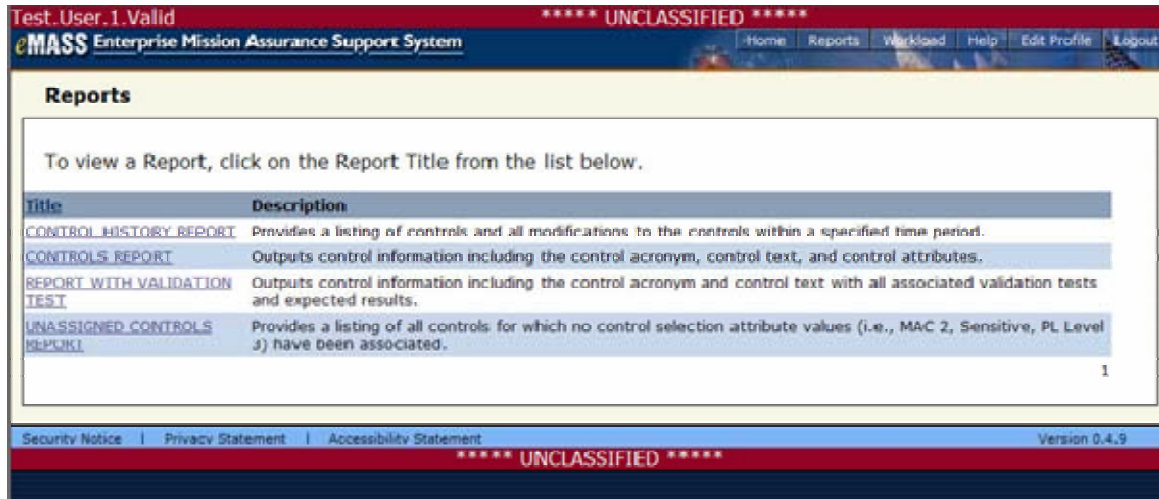 Test.User.1.Valid ***** UNCLASSIFIED *****
eMASS Enterprise Mission Assurance Support System Home Reports Workload Help Edit Profile Logout
Reports
To view a Report, click on the Report Title from the list below.
Title Description
CONTROL HISTORY REPORT Provides a listing of controls and all modifications to the controls within a specified time period.
CONTROLS REPORT Outputs control information including the control acronym, control text, and control attributes.
REPORT WITH VALIDATION Outputs control information including the control acronym and control text with all associated validation tests
TEST and expected results.
UNASSIGNED CONTROLS Provides a listing of all controls for which no control selection attribute values (i.e., MAC 2, Sensitive, PL Level
REPORT 3) have been associated.
1
Security Notice | Privacy Statement | Accessibility Statement Version 0.4.9
***** UNCLASSIFIED *****